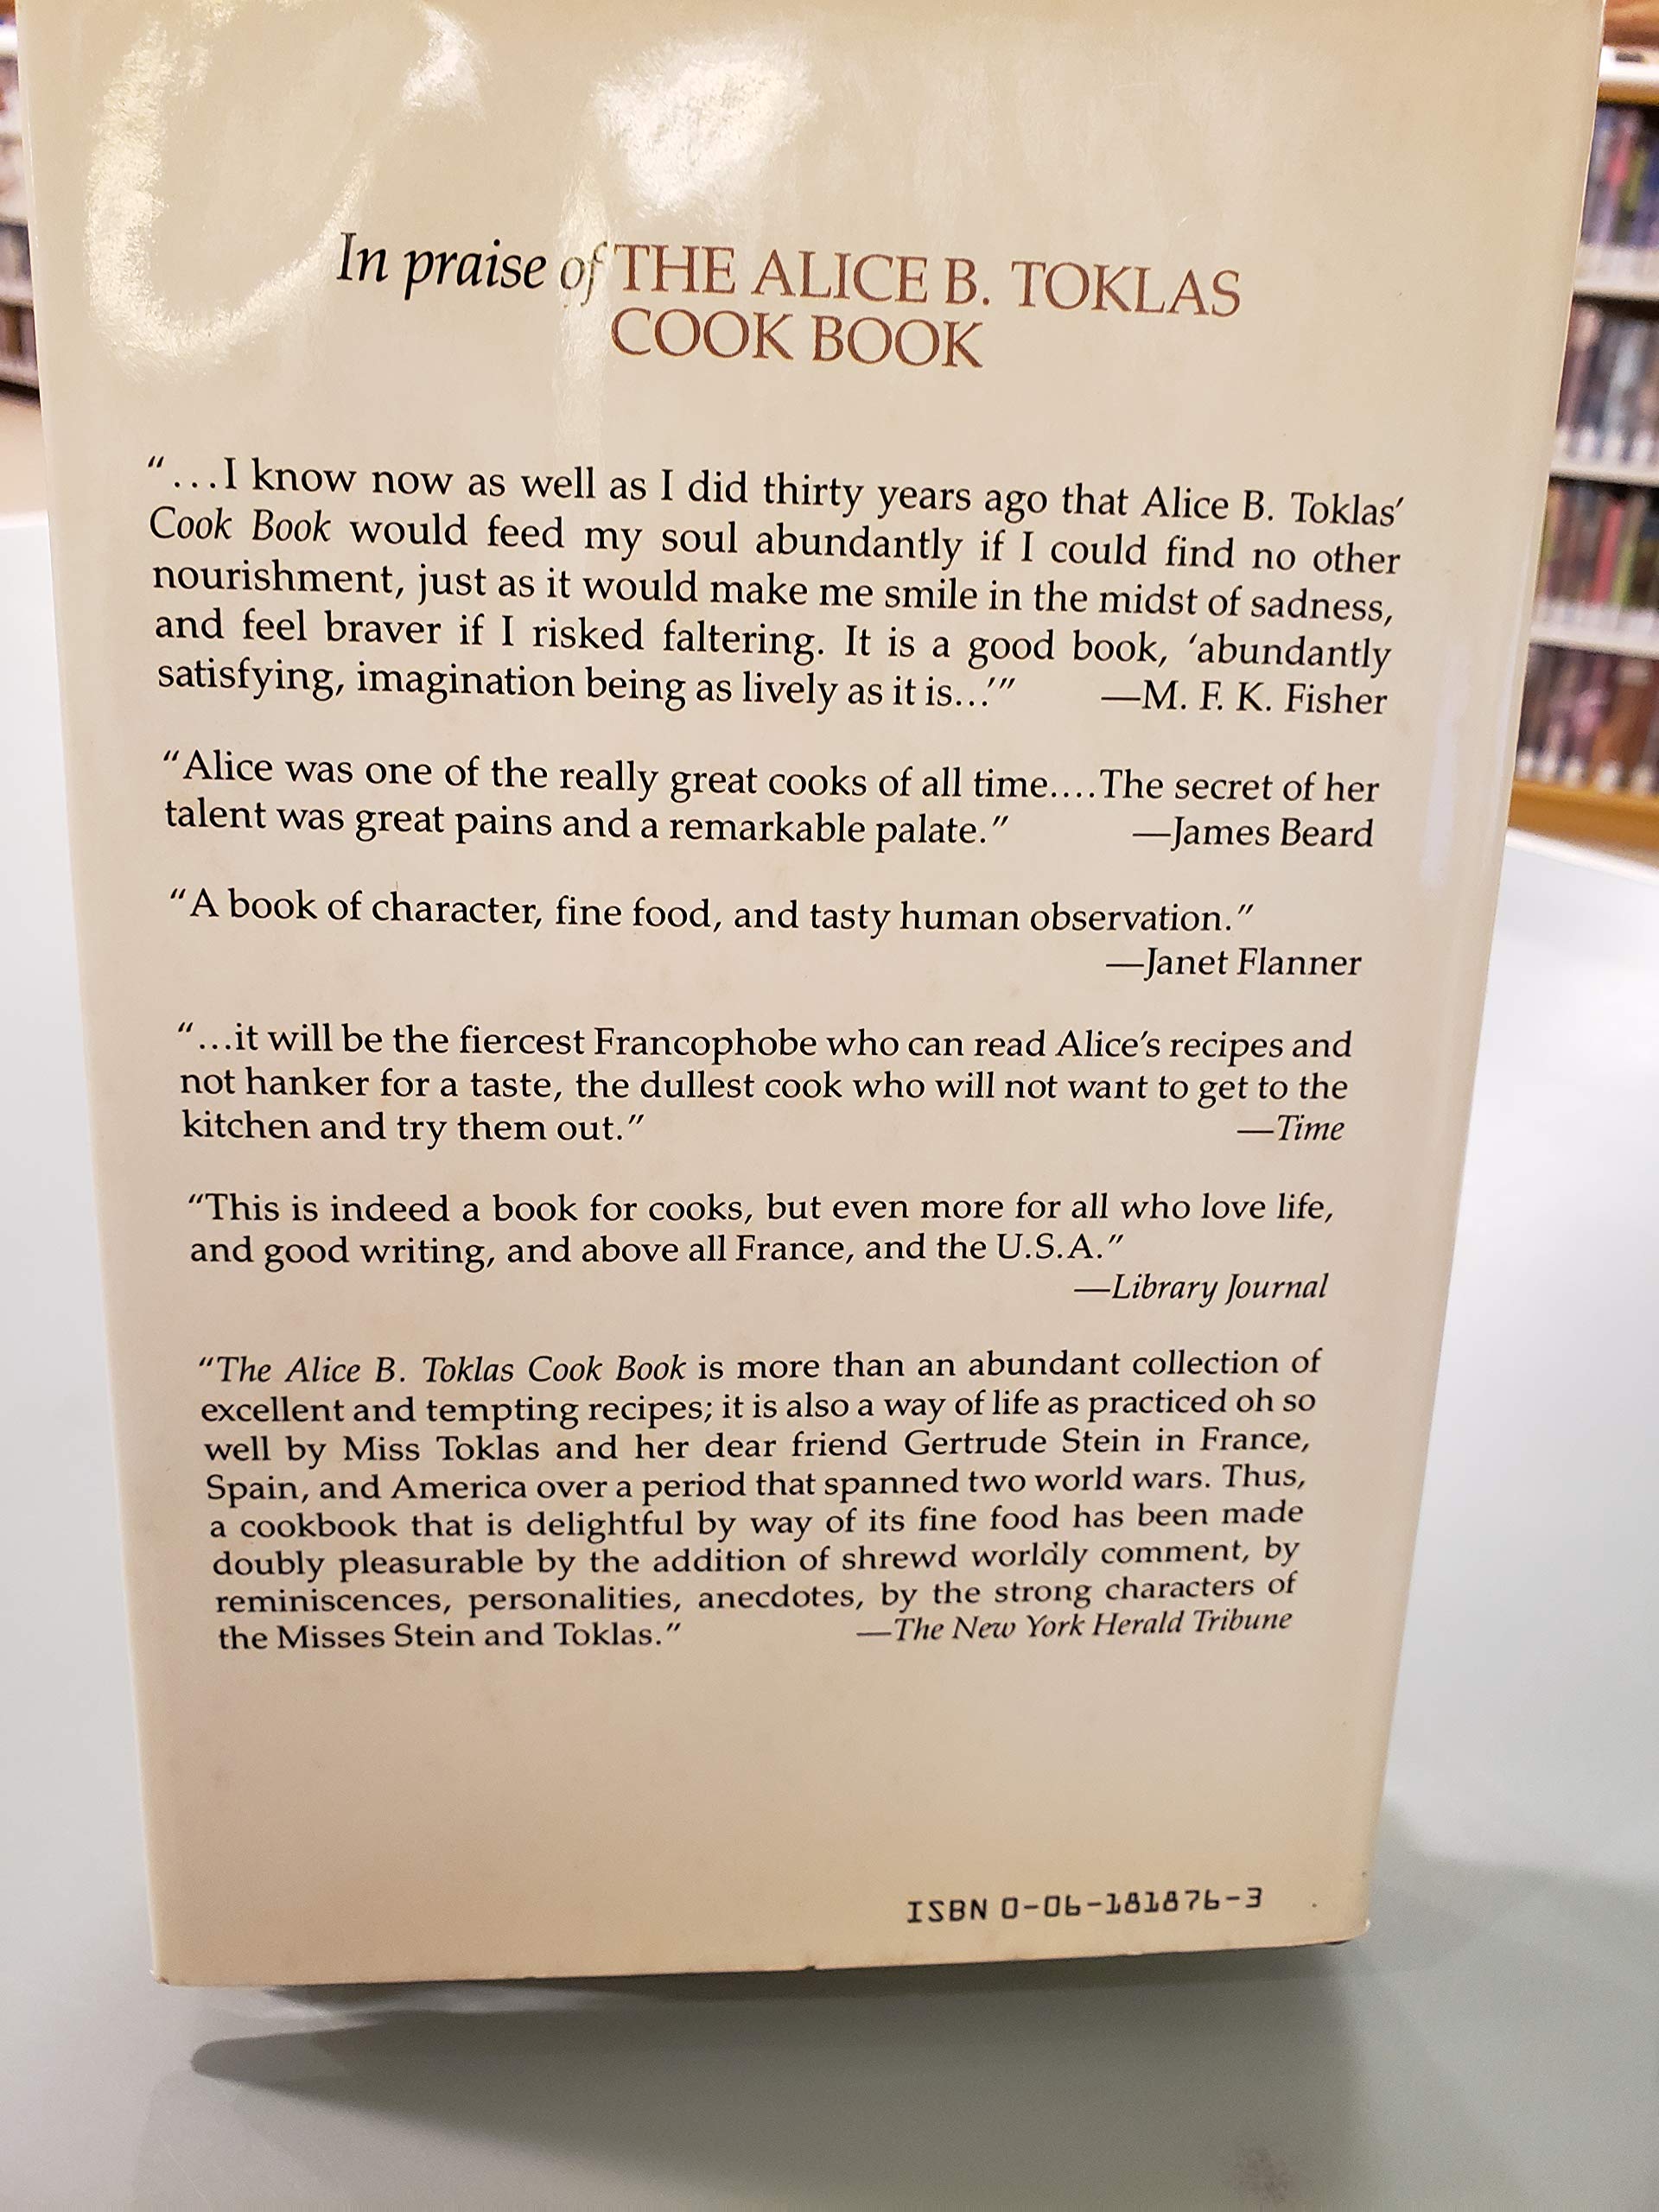 In praise of THE ALICE B. TOKLAS
COOK BOOK
“...I know now as well as I did thirty years ago that Alice B. Toklas’
Cook Book would feed my soul abundantly if I could find no other
nourishment, just as it would make me smile in the midst of sadness,
and feel braver if I risked faltering. It is a good book, ‘abundantly
satisfying, imagination being as lively as it is...’” —M. F. K. Fisher
“Alice was one of the really great cooks of all time....The secret of her
talent was great pains and a remarkable palate.” —James Beard
“A book of character, fine food, and tasty human observation.”
—Janet Flanner
“...it will be the fiercest Francophobe who can read Alice’s recipes and
not hanker for a taste, the dullest cook who will not want to get to the
kitchen and try them out.” —Time
“This is indeed a book for cooks, but even more for all who love life,
and good writing, and above all France, and the U.S.A.”
—Library Journal
“The Alice B. Toklas Cook Book is more than an abundant collection of
excellent and tempting recipes; it is also a way of life as practiced oh so
well by Miss Toklas and her dear friend Gertrude Stein in France,
Spain, and America over a period that spanned two world wars. Thus,
a cookbook that is delightful by way of its fine food has been made
doubly pleasurable by the addition of shrewd worldly comment, by
reminiscences, personalities, anecdotes, by the strong characters of
the Misses Stein and Toklas.” —The New York Herald Tribune
ISBN 0-06-181876-3